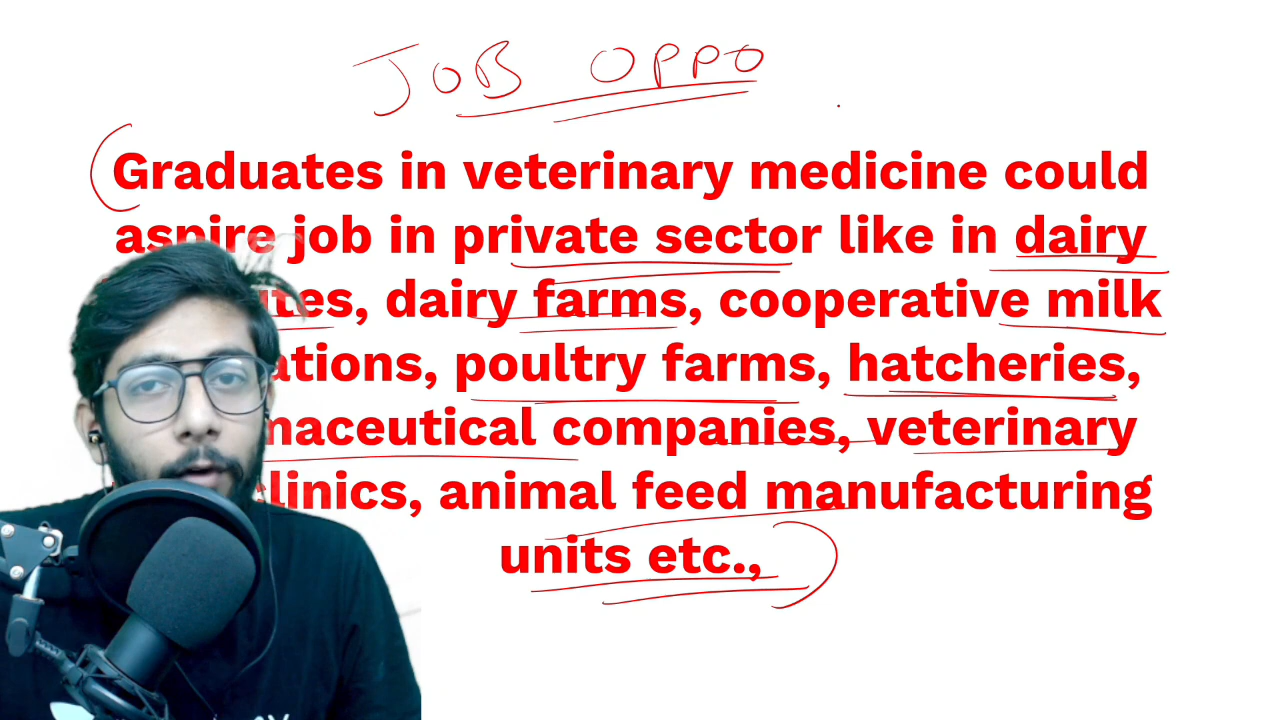 JOB OPPO
Graduates in veterinary medicine could
aspire job in private sector like in dairy
dairy farms, cooperative milk
poultry farms, hatcheries,
companies, veterinary
animal feed manufacturing
units etc.,